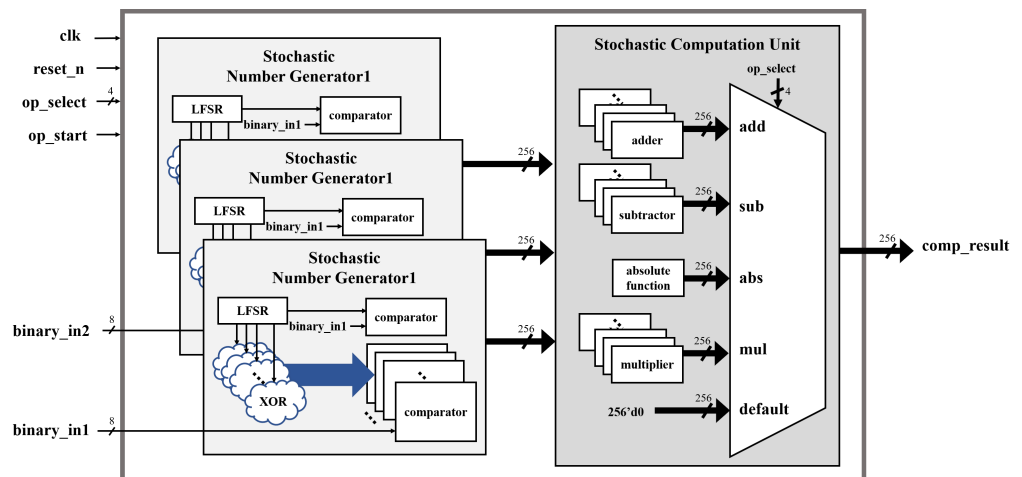 clk
reset_n
op_select
4
op_start
binary_in2
8
binary_in1
8
Stochastic
Number Generator1
LFSR
binary_in1
comparator
Stochastic
Number Generator1
LFSR
binary_in1
comparator
Stochastic
Number Generator1
LFSR
binary_in1
comparator
XOR
comparator
256
256
256
Stochastic Computation Unit
op_select
4
adder
256
add
subtractor
256
sub
absolute
function
256
abs
multiplier
256
mul
256'd0
256
default
256
comp_result